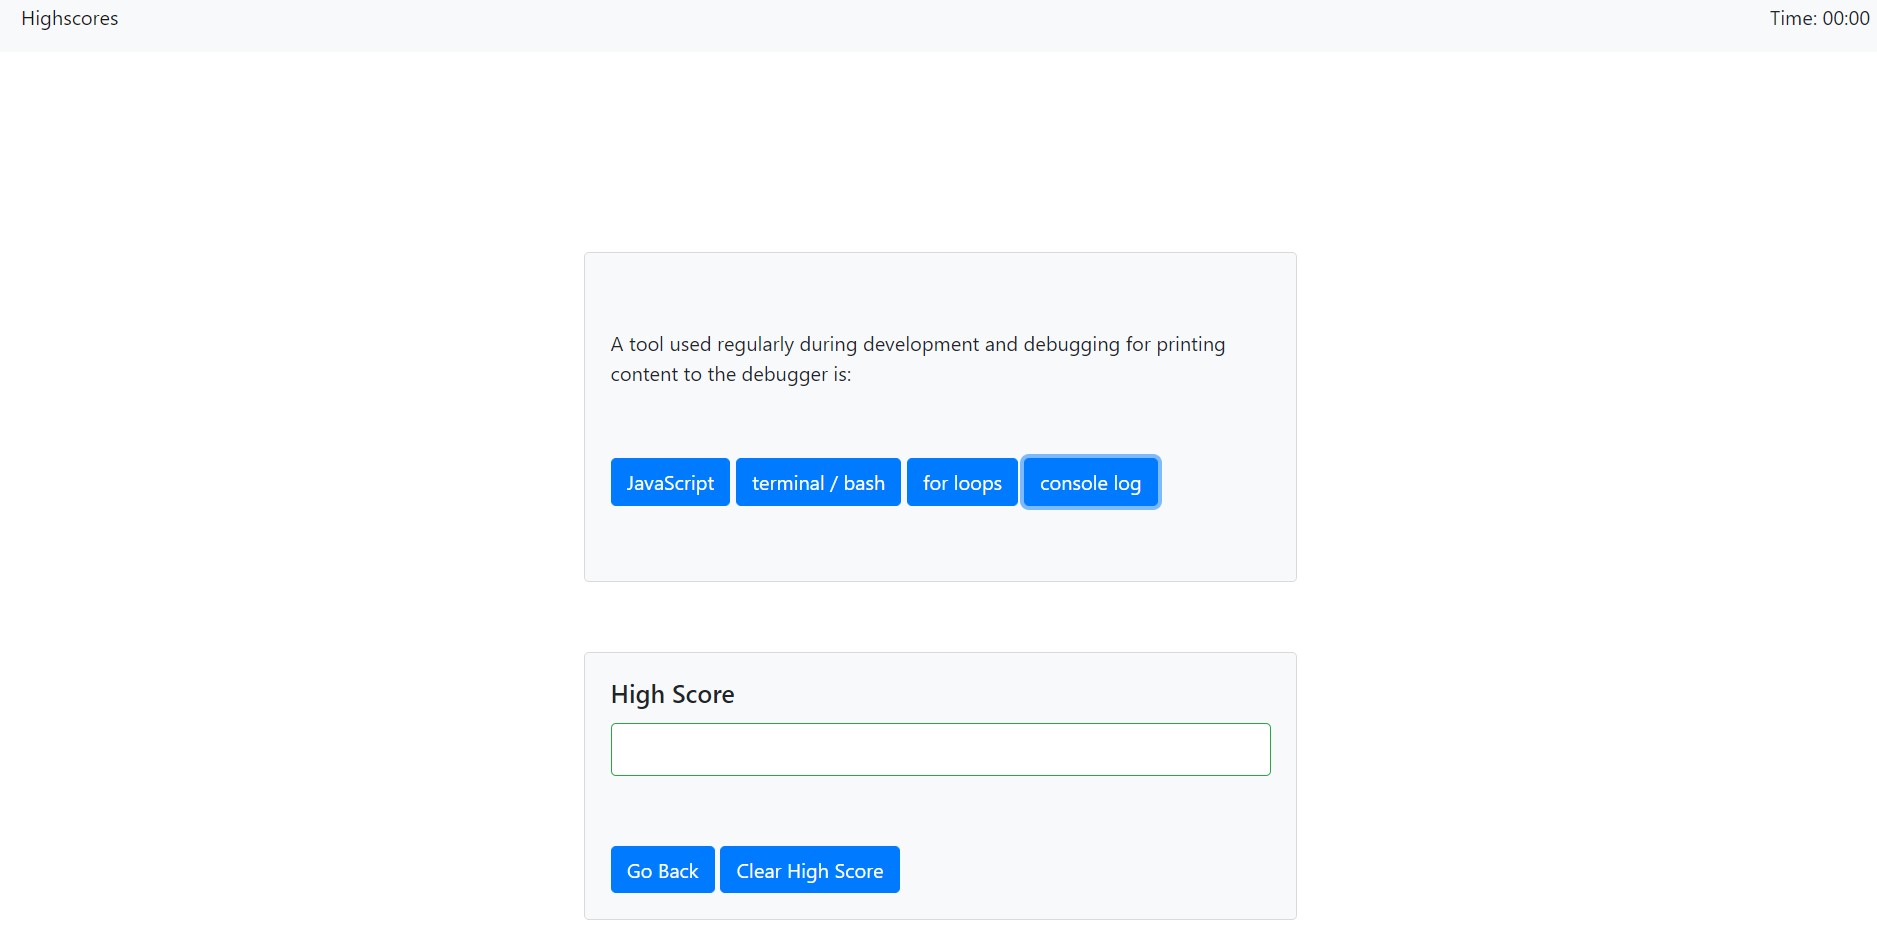 Highscores
Time: 00:00
A tool used regularly during development and debugging for printing
content to the debugger is:
JavaScript
terminal / bash
for loops
console log
High Score
Go Back
Clear High Score